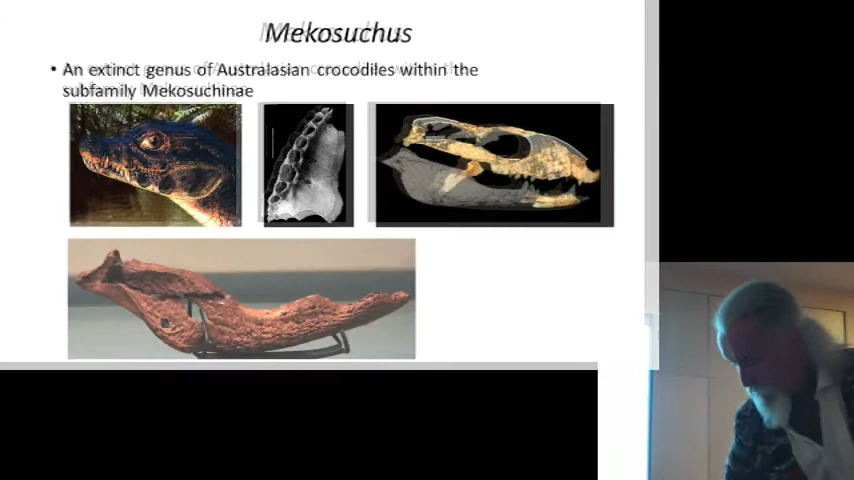 Mekosuchus
• An extinct genus of Australasian crocodiles within the
subfamily Mekosuchinae